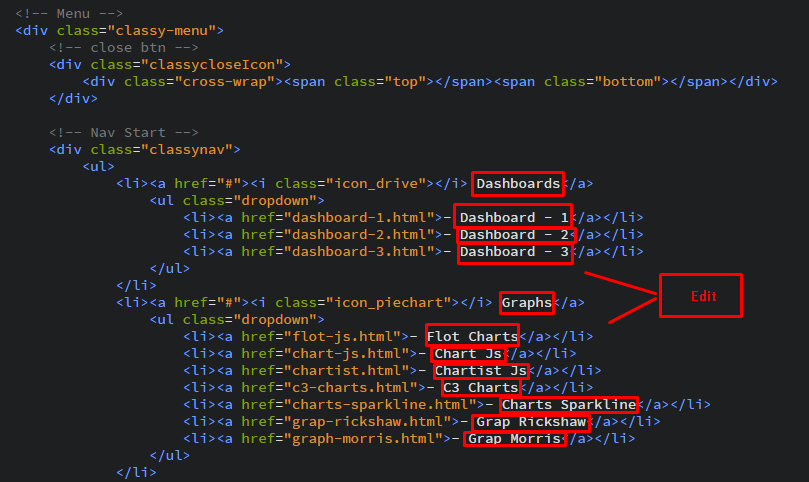 <!-- Menu -->
<div class="classy-menu">
<!-- close btn -->
<div class="classycloseIcon">
<div class="cross-wrap"><span class="top"></span><span class="bottom"></span></div>
</div>
<!-- Nav Start -->
<div class="classynav">
<ul>
<li><a href="#"><i class="icon_drive"></i> Dashboards</a>
<ul class="dropdown">
<li><a href="dashboard-1.html">- Dashboard - 1</a></li>
<li><a href="dashboard-2.html">- Dashboard - 2</a></li>
<li><a href="dashboard-3.html">- Dashboard - 3</a></li>
</ul>
</li>
<li><a href="#"><i class="icon_piechart"></i> Graphs</a>
Edit
<ul class="dropdown">
<li><a href="flot-js.html">- Flot Charts</a></li>
<li><a href="chart-js.html">- Chart Js</a></li>
<li><a href="chartist.html">- Chartist Js</a></li>
<li><a href="c3-charts.html">- C3 Charts</a></li>
<li><a href="charts-sparkline.html">- Charts Sparkline</a></li>
<li><a href="grap-rickshaw.html">- Grap Rickshaw</a></li>
<li><a href="graph-morris.html">- Grap Morris</a></li>
</ul>
</li>